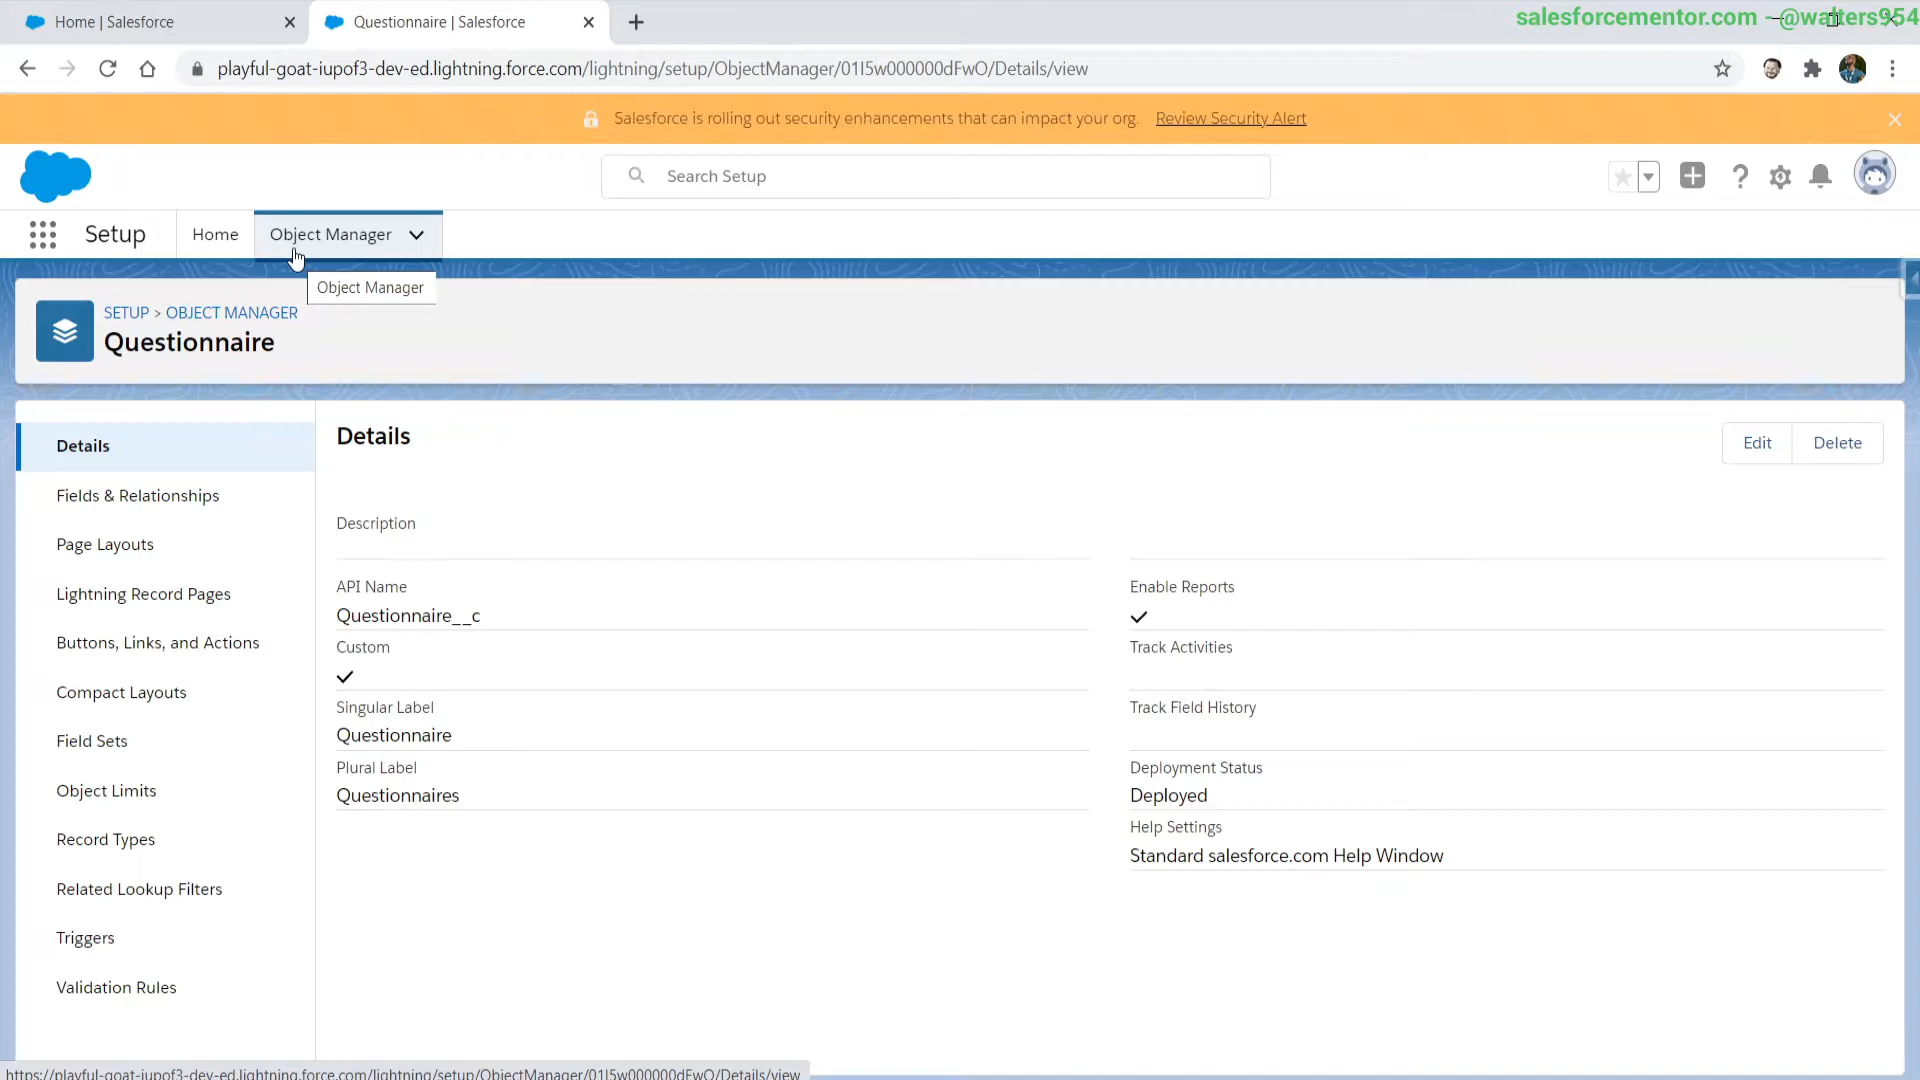 Home | Salesforce
Questionnaire | Salesforce
salesforcementor.com - @walters954
playful-goat-iupof3-dev-ed.lightning.force.com/lightning/setup/ObjectManager/01I5w000000dFwO/Details/view
Salesforce is rolling out security enhancements that can impact your org. Review Security Alert
Search Setup
Setup
Home
Object Manager
Object Manager
SETUP > OBJECT MANAGER
Questionnaire
Details
Fields & Relationships
Page Layouts
Lightning Record Pages
Buttons, Links, and Actions
Compact Layouts
Field Sets
Object Limits
Record Types
Related Lookup Filters
Triggers
Validation Rules
Details
Edit
Delete
Description
API Name
Questionnaire__c
Custom
Singular Label
Questionnaire
Plural Label
Questionnaires
Enable Reports
Track Activities
Track Field History
Deployment Status
Deployed
Help Settings
Standard salesforce.com Help Window
https://playful-goat-iupof3-dev-ed.lightning.force.com/lightning/setup/ObjectManager/01I5w000000dFwO/Details/view